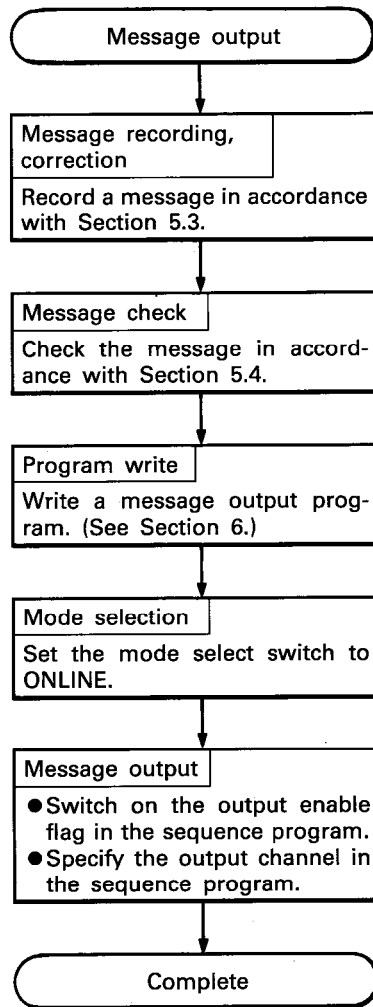 Message output
Message recording,
correction
Record a message in accordance
with Section 5.3.
Message check
Check the message in accord-
ance with Section 5.4.
Program write
Write a message output prog-
ram. (See Section 6.)
Mode selection
Set the mode select switch to
ONLINE.
Message output
●Switch on the output enable
flag in the sequence program.
●Specify the output channel in
the sequence program.
Complete